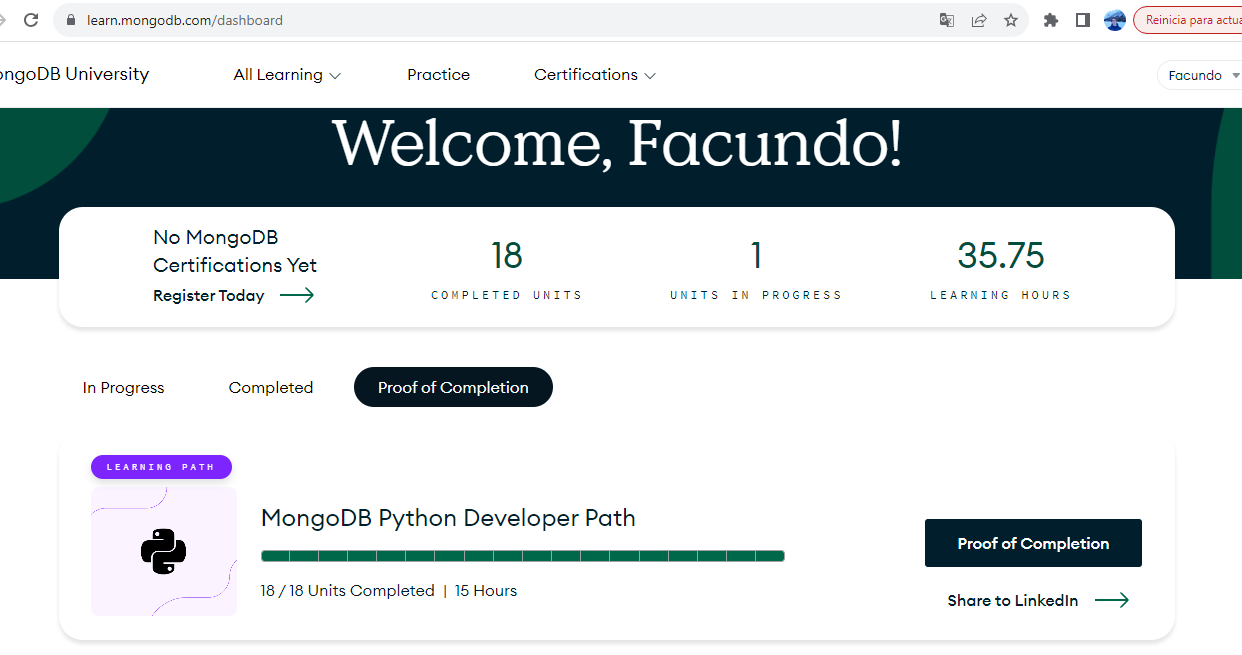 learn.mongodb.com/dashboard
Reinicia para actua
ongoDB University
All Learning
Practice
Certifications
Facundo
Welcome, Facundo!
No MongoDB
Certifications Yet
Register Today
18
COMPLETED UNITS
1
UNITS IN PROGRESS
35.75
LEARNING HOURS
In Progress
Completed
Proof of Completion
LEARNING PATH
MongoDB Python Developer Path
18 / 18 Units Completed | 15 Hours
Proof of Completion
Share to LinkedIn